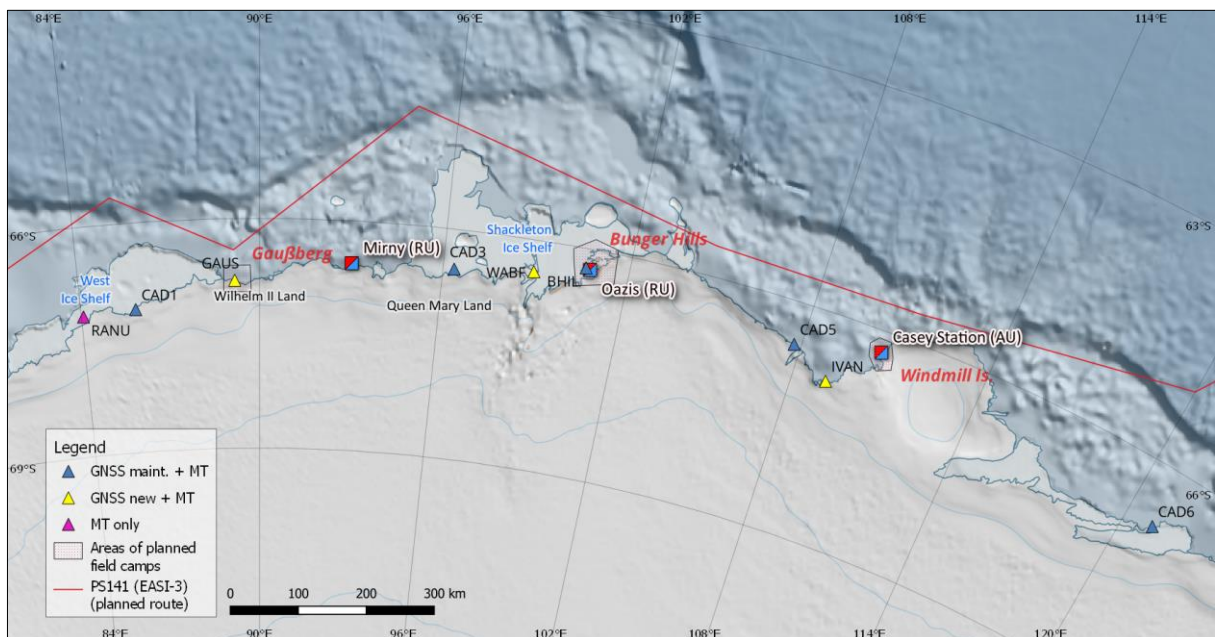 84°E
90°E
96°E
102°E
108°E
114°E
63°S
66°S
Shackleton
Ice Shelf
Bunger Hills
Gaußberg
Mirny (RU)
CAD3
GAUS
WABF
BHIL
Oazis (RU)
West
Ice Shelf
CAD1
Wilhelm II Land
Queen Mary Land
RANU
CAD5
Casey Station (AU)
IVAN
Windmill Is.
69°S
66°S
CAD6
Legend
GNSS maint. + MT
GNSS new + MT
MT only
Areas of planned
field camps
PS141 (EASI-3)
(planned route)
0 100 200 300 km
84°E
90°E
96°E
102°E
108°E
114°E
120°E